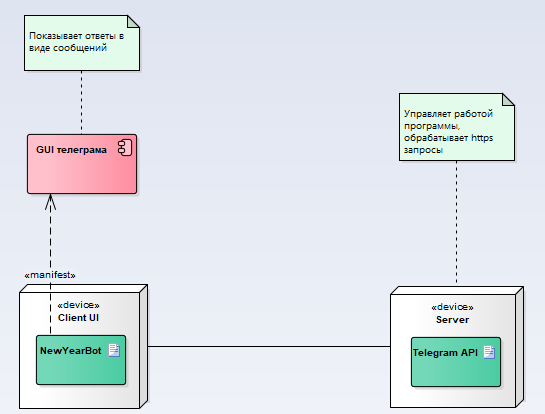 Показывает ответы в
виде сообщений
Управляет работой
программы,
обрабатывает https
запросы
GUI телеграма
«manifest»
«device»
Client UI
NewYearBot
«device»
Server
Telegram API